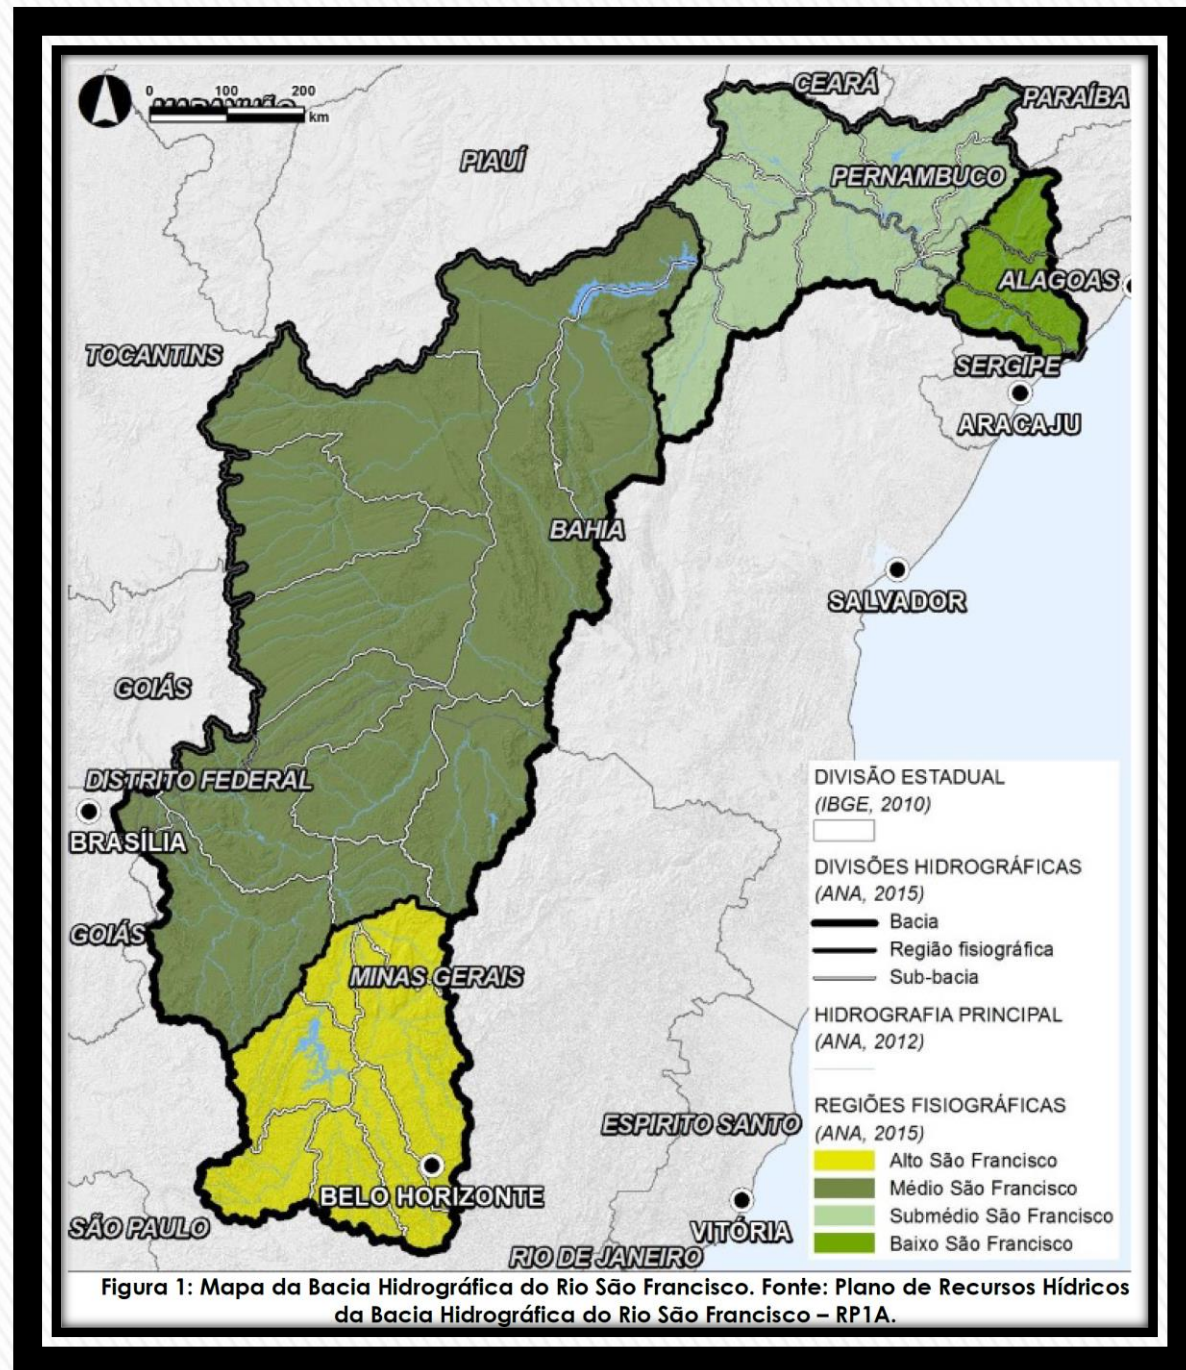 0 100 200
km
MARANHÃO
CEARÁ
PARAÍBA
PIAUÍ
PERNAMBUCO
ALAGOAS
TOCANTINS
SERGIPE
ARACAJU
BAHIA
SALVADOR
GOIÁS
DISTRITO FEDERAL
BRASÍLIA
GOIÁS
MINAS GERAIS
ESPIRITO SANTO
BELO HORIZONTE
SÃO PAULO
VITÓRIA
RIO DE JANEIRO
DIVISÃO ESTADUAL
(IBGE, 2010)
DIVISÕES HIDROGRÁFICAS
(ANA, 2015)
Bacia
Região fisiográfica
Sub-bacia
HIDROGRAFIA PRINCIPAL
(ANA, 2012)
REGIÕES FISIOGRÁFICAS
(ANA, 2015)
Alto São Francisco
Médio São Francisco
Submédio São Francisco
Baixo São Francisco
Figura 1: Mapa da Bacia Hidrográfica do Rio São Francisco. Fonte: Plano de Recursos Hídricos
da Bacia Hidrográfica do Rio São Francisco – RP1A.